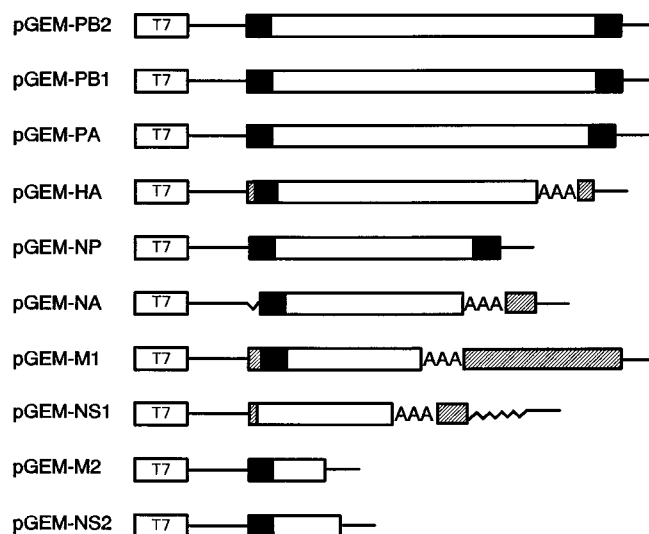 pGEM-PB2 T7
pGEM-PB1 T7
pGEM-PA T7
pGEM-HA T7 AAA
pGEM-NP T7
pGEM-NA T7 AAA
pGEM-M1 T7 AAA
pGEM-NS1 T7 AAA
pGEM-M2 T7
pGEM-NS2 T7